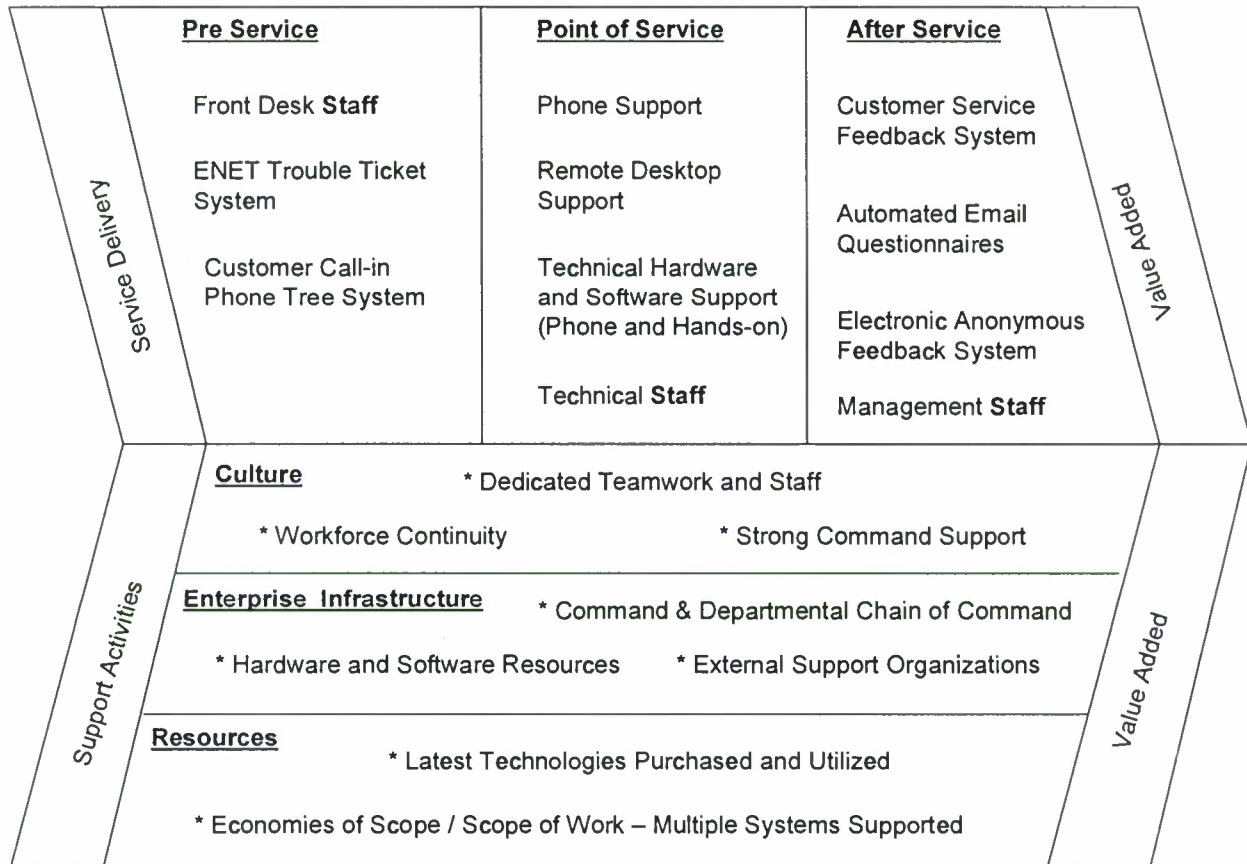 Service Delivery
Pre Service
Front Desk Staff
ENET Trouble Ticket
System
Customer Call-in
Phone Tree System
Point of Service
Phone Support
Remote Desktop
Support
Technical Hardware
and Software Support
(Phone and Hands-on)
Technical Staff
After Service
Customer Service
Feedback System
Automated Email
Questionnaires
Electronic Anonymous
Feedback System
Management Staff
Value Added
Support Activities
Culture
* Dedicated Teamwork and Staff
* Workforce Continuity
* Strong Command Support
Enterprise Infrastructure
* Command & Departmental Chain of Command
* Hardware and Software Resources
* External Support Organizations
Resources
* Latest Technologies Purchased and Utilized
* Economies of Scope / Scope of Work – Multiple Systems Supported
Value Added